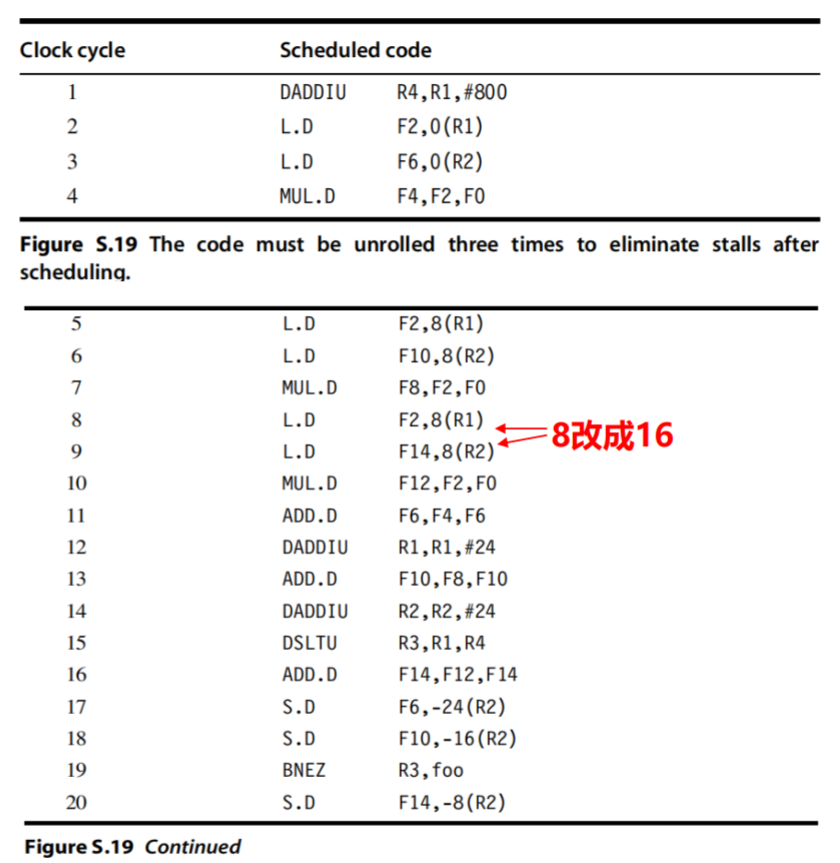 Clock cycle Scheduled code
1 DADDIU R4,R1,#800
2 L.D F2,0(R1)
3 L.D F6,0(R2)
4 MUL.D F4,F2,F0
Figure S.19 The code must be unrolled three times to eliminate stalls after
scheduling.
5 L.D F2,8(R1)
6 L.D F10,8(R2)
7 MUL.D F8,F2,F0
8 L.D F2,8(R1)
8改成16
9 L.D F14,8(R2)
10 MUL.D F12,F2,F0
11 ADD.D F6,F4,F6
12 DADDIU R1,R1,#24
13 ADD.D F10,F8,F10
14 DADDIU R2,R2,#24
15 DSLTU R3,R1,R4
16 ADD.D F14,F12,F14
17 S.D F6,-24(R2)
18 S.D F10,-16(R2)
19 BNEZ R3,foo
20 S.D F14,-8(R2)
Figure S.19 Continued